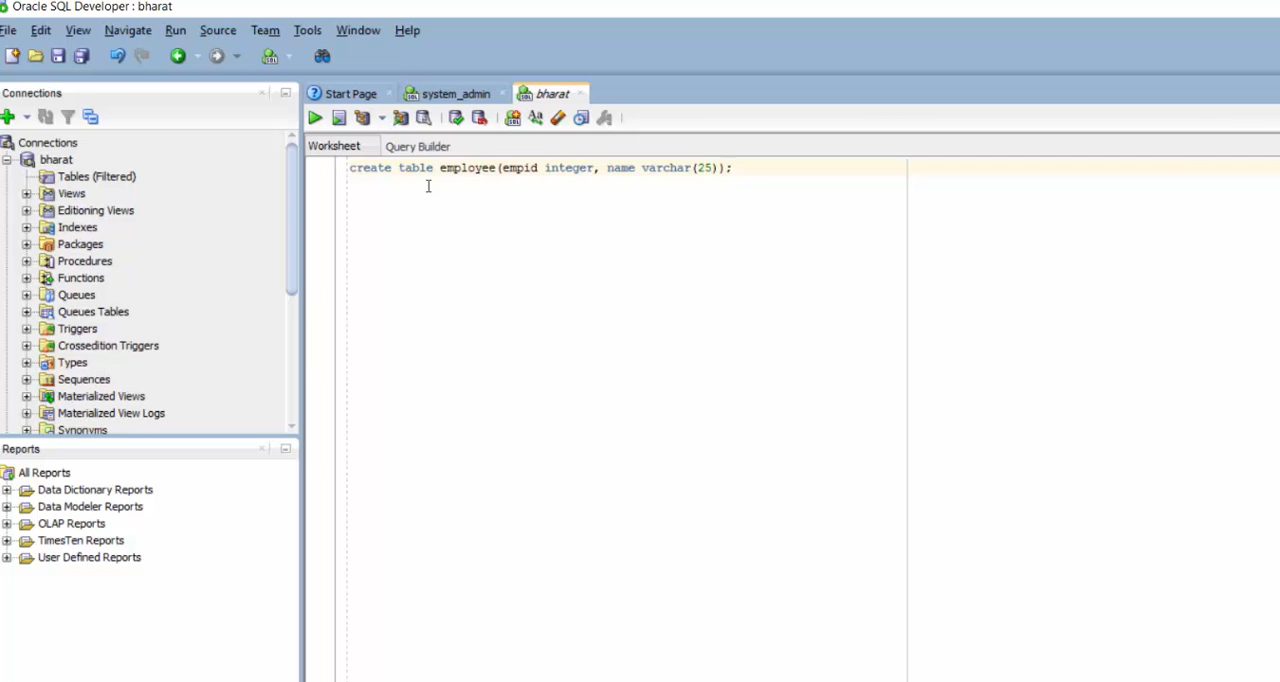 Oracle SQL Developer : bharat
File Edit View Navigate Run Source Team Tools Window Help
Connections
Start Page
system_admin
bharat
Worksheet
Query Builder
Connections
bharat
Tables (Filtered)
Views
Editioning Views
Indexes
Packages
Procedures
Functions
Queues
Queues Tables
Triggers
Crossedition Triggers
Types
Sequences
Materialized Views
Materialized View Logs
Synonyms
create table employee(empid integer, name varchar(25));
Reports
All Reports
Data Dictionary Reports
Data Modeler Reports
OLAP Reports
TimesTen Reports
User Defined Reports